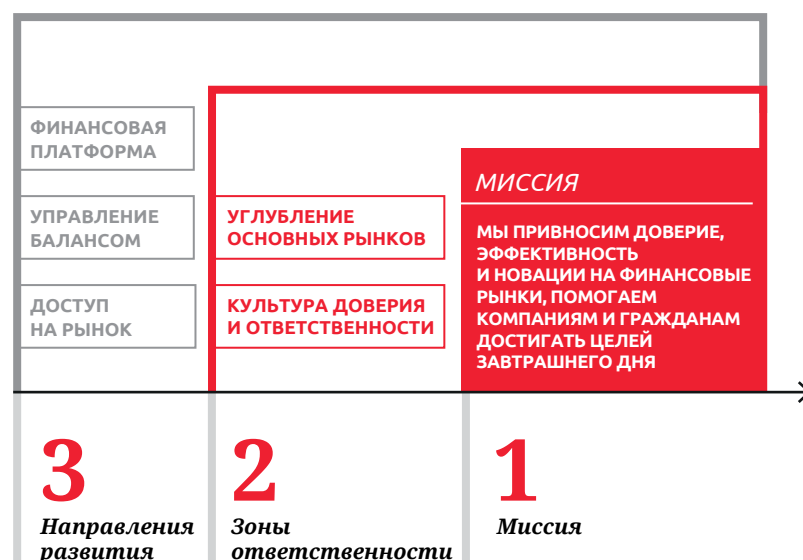 ФИНАНСОВАЯ
ПЛАТФОРМА
УПРАВЛЕНИЕ
БАЛАНСОМ
ДОСТУП
НА РЫНОК
УГЛУБЛЕНИЕ
ОСНОВНЫХ РЫНКОВ
КУЛЬТУРА ДОВЕРИЯ
И ОТВЕТСТВЕННОСТИ
МИССИЯ
МЫ ПРИВНОСИМ ДОВЕРИЕ,
ЭФФЕКТИВНОСТЬ
И НОВАЦИИ НА ФИНАНСОВЫЕ
РЫНКИ, ПОМОГАЕМ
КОМПАНИЯМ И ГРАЖДАНАМ
ДОСТИГАТЬ ЦЕЛЕЙ
ЗАВТРАШНЕГО ДНЯ
3
Направления
развития
2
Зоны
ответственности
1
Миссия